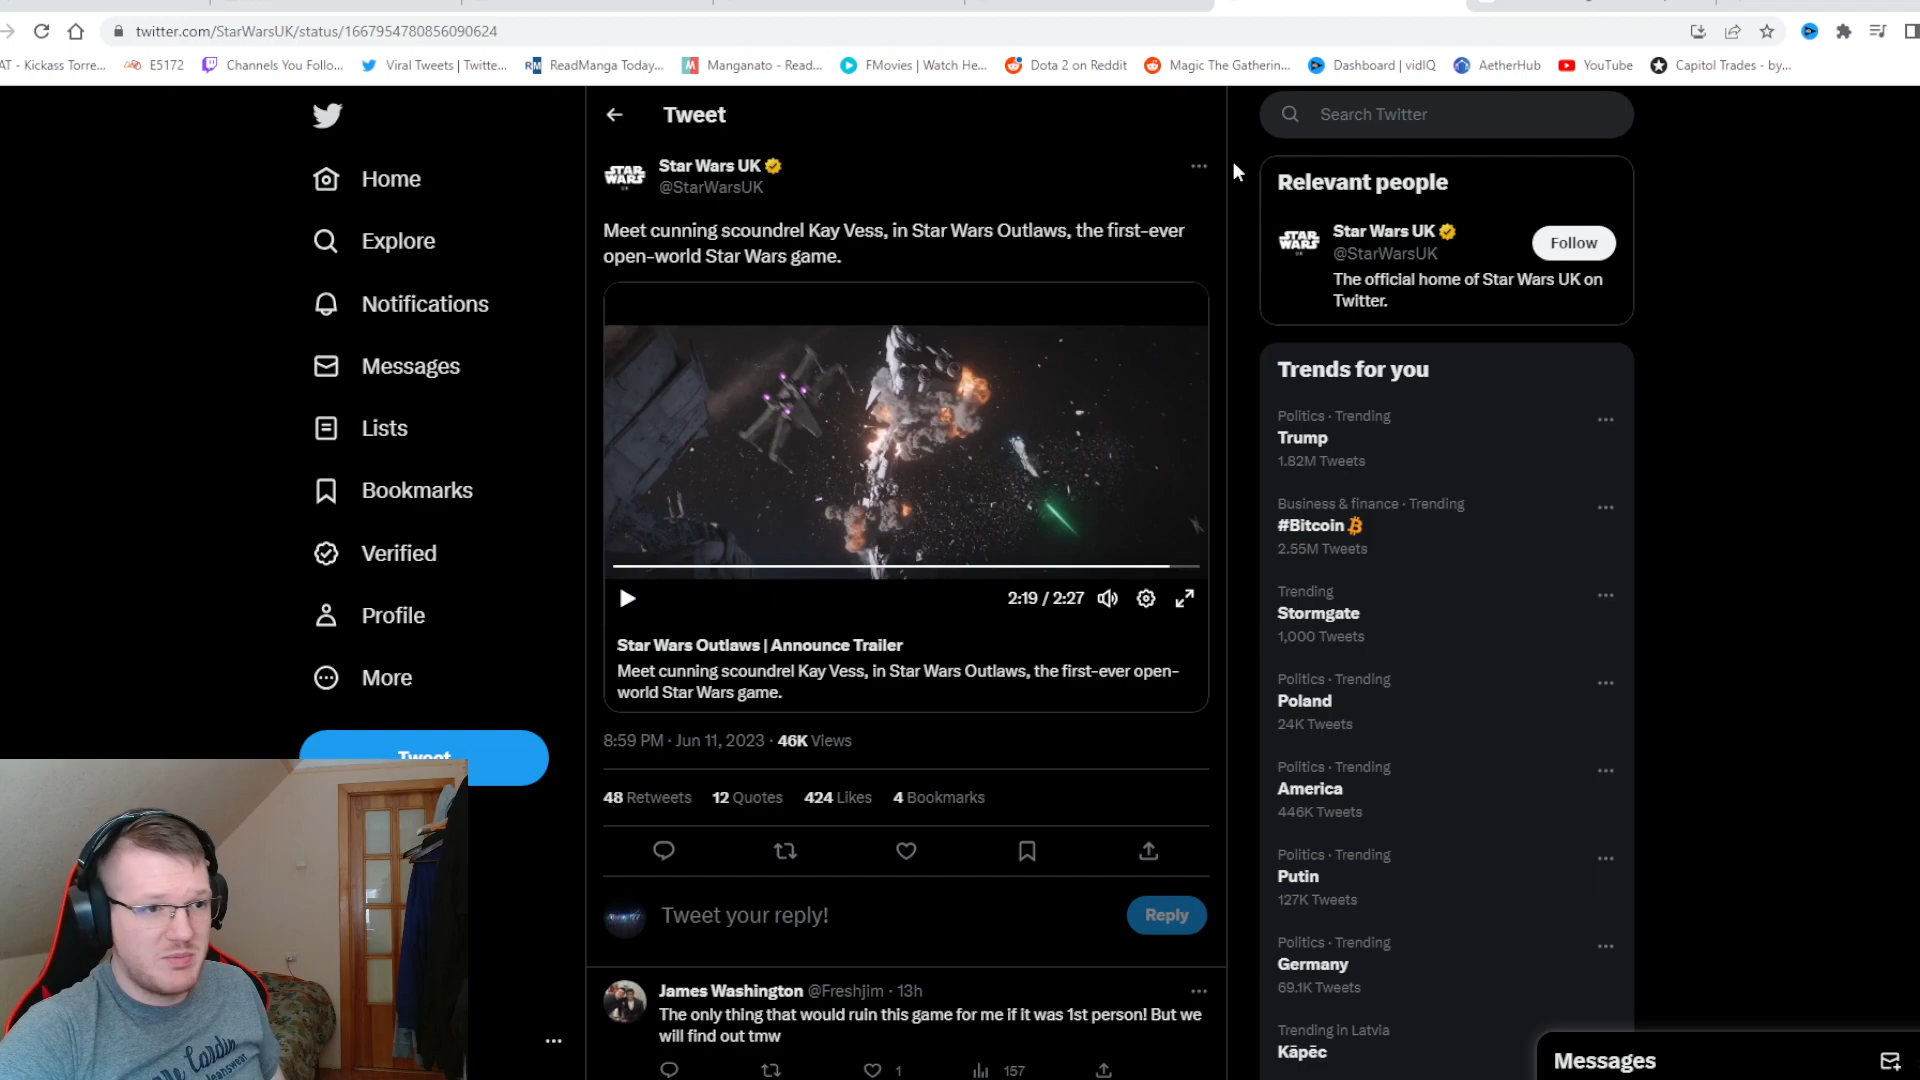 twitter.com/StarWarsUK/status/1667954780856090624
AT - Kickass Torre... E5172 Channels You Follo... Viral Tweets | Twitte... ReadManga Today... Manganato - Read... FMovies | Watch He... Dota 2 on Reddit Magic The Gatherin... Dashboard | vidIQ AetherHub YouTube Capitol Trades - by...
Home
Explore
Notifications
Messages
Lists
Bookmarks
Verified
Profile
More
Tweet
Tweet
STAR WARS
Star Wars UK
@StarWarsUK
Meet cunning scoundrel Kay Vess, in Star Wars Outlaws, the first-ever
open-world Star Wars game.
2:19 / 2:27
Star Wars Outlaws | Announce Trailer
Meet cunning scoundrel Kay Vess, in Star Wars Outlaws, the first-ever open-
world Star Wars game.
8:59 PM · Jun 11, 2023 · 46K Views
48 Retweets 12 Quotes 424 Likes 4 Bookmarks
Tweet your reply!
Reply
James Washington @Freshjim · 13h
The only thing that would ruin this game for me if it was 1st person! But we
will find out tmw
1 157
Search Twitter
Relevant people
STAR WARS
Star Wars UK
@StarWarsUK
Follow
The official home of Star Wars UK on
Twitter.
Trends for you
Politics · Trending
Trump
1.82M Tweets
Business & finance · Trending
#Bitcoin
2.55M Tweets
Trending
Stormgate
1,000 Tweets
Politics · Trending
Poland
24K Tweets
Politics · Trending
America
446K Tweets
Politics · Trending
Putin
127K Tweets
Politics · Trending
Germany
69.1K Tweets
Trending in Latvia
Kāpēc
Messages